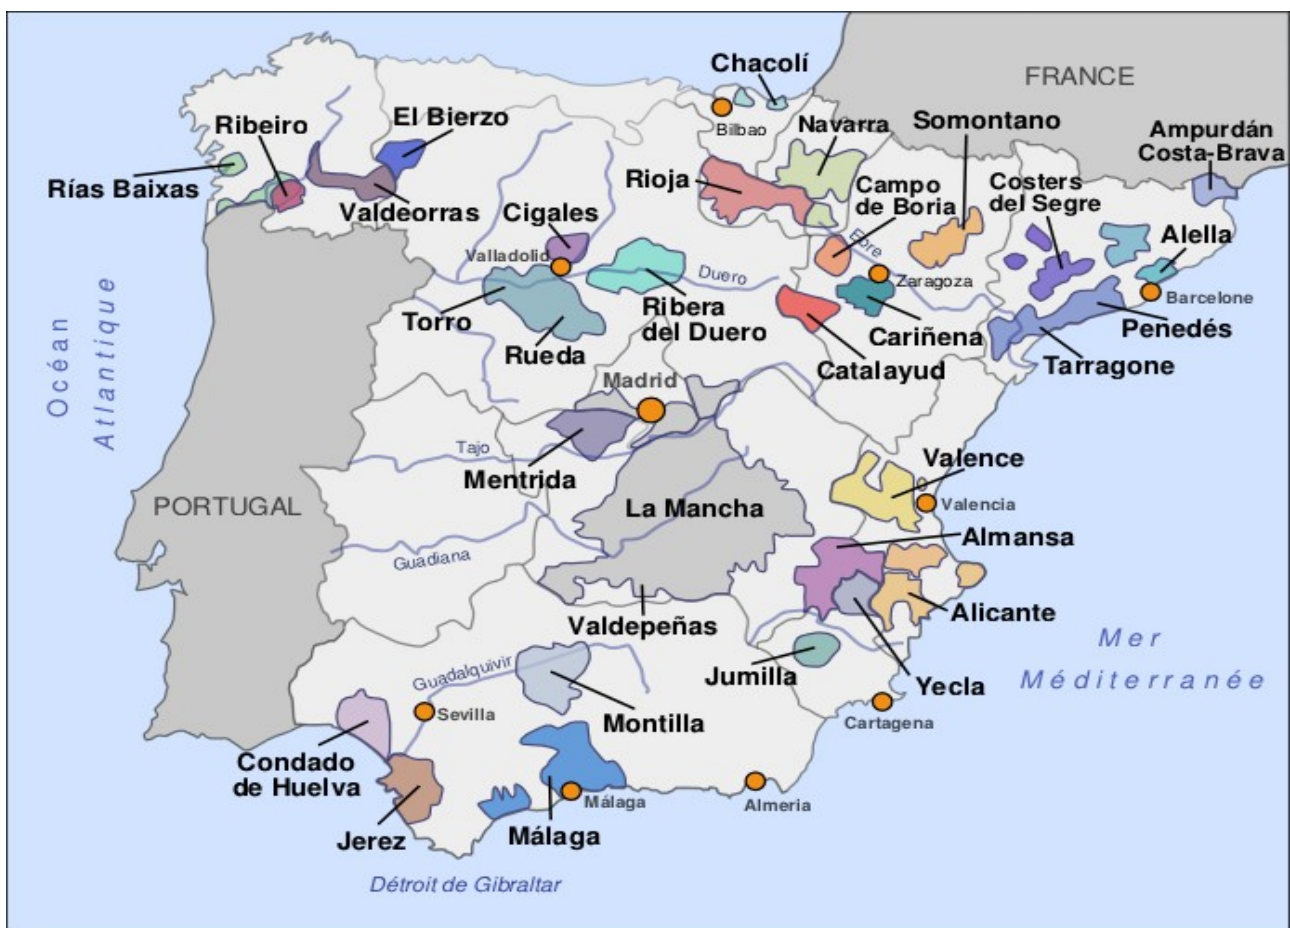 Chacolí
FRANCE
El Bierzo
Ribeiro
Bilbao
Navarra
Somontano
Ampurdán
Costa-Brava
Rías Baixas
Rioja
Campo
de Boria
Costers
del Segre
Valdeorras
Cigales
Valladolid
Ebre
Alella
Duero
Zaragoza
Barcelone
Torro
Ribera
del Duero
Cariñena
Penedés
Rueda
Catalayud
Tarragone
Océan
Atlantique
Madrid
Tajo
Mentrida
Valence
PORTUGAL
La Mancha
Valencia
Almansa
Guadiana
Valdepeñas
Alicante
Mer
Méditerranée
Guadalquivir
Jumilla
Yecla
Sevilla
Montilla
Cartagena
Condado
de Huelva
Málaga
Almeria
Jerez
Málaga
Détroit de Gibraltar